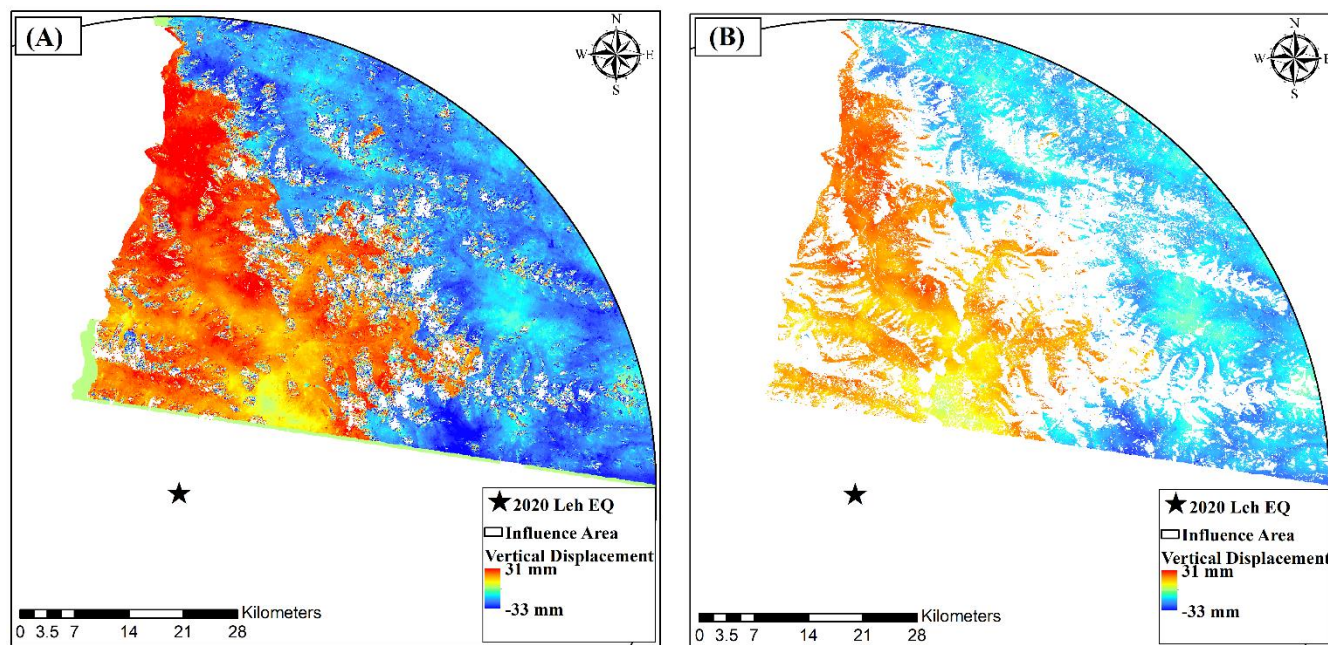 (A)
N
W E
S
★ 2020 Leh EQ
Influence Area
Vertical Displacement
31 mm
-33 mm
Kilometers
0 3.5 7 14 21 28
(B)
N
W E
S
★ 2020 Leh EQ
Influence Area
Vertical Displacement
31 mm
-33 mm
Kilometers
0 3.5 7 14 21 28